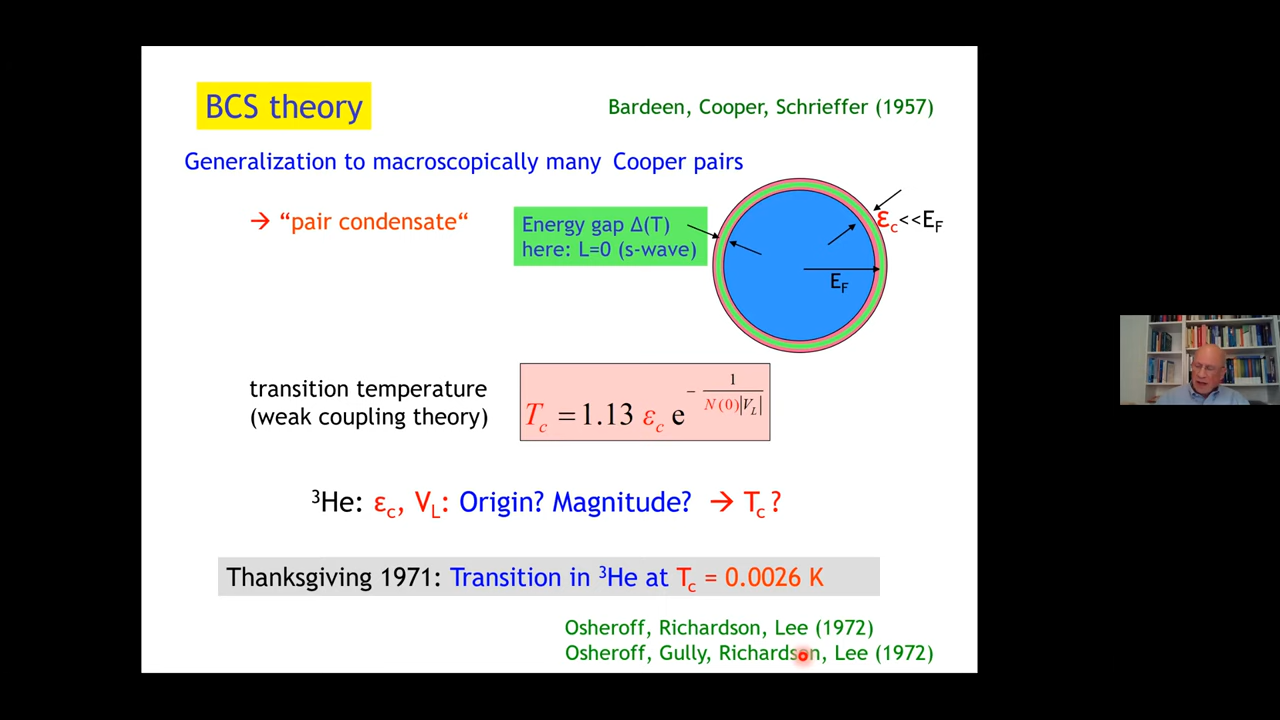 BCS theory
Bardeen, Cooper, Schrieffer (1957)
Generalization to macroscopically many Cooper pairs
→ “pair condensate“
Energy gap Δ(T)
here: L=0 (s-wave)
εc<<EF
EF
transition temperature
(weak coupling theory)
Tc = 1.13 εc e^(-1/(N(0)|VL|))
³He: εc, VL: Origin? Magnitude? → Tc?
Thanksgiving 1971: Transition in ³He at Tc = 0.0026 K
Osheroff, Richardson, Lee (1972)
Osheroff, Gully, Richardson, Lee (1972)